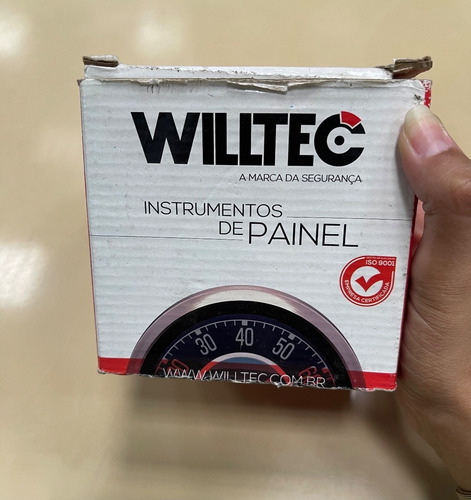 WILLTEC
A MARCA DA SEGURANÇA
INSTRUMENTOS
DE PAINEL
ISO 9001
EMPRESA CERTIFICADA
30 40 50
WWW.WILLTEC.COM.BR